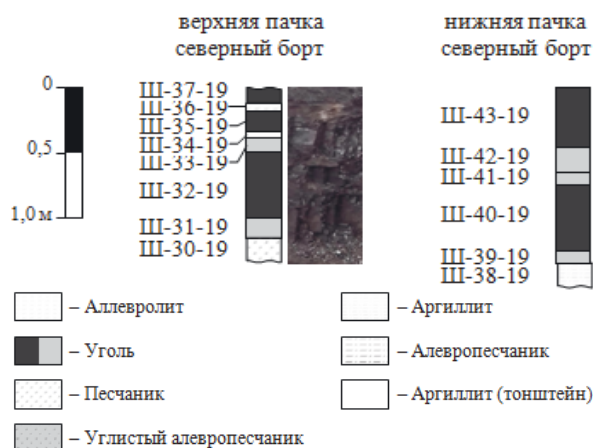 верхняя пачка
северный борт
нижняя пачка
северный борт
0
0,5
1,0 м
Ш-37-19
Ш-36-19
Ш-35-19
Ш-34-19
Ш-33-19
Ш-32-19
Ш-31-19
Ш-30-19
Ш-43-19
Ш-42-19
Ш-41-19
Ш-40-19
Ш-39-19
Ш-38-19
– Аллевролит
– Аргиллит
– Уголь
– Алевропесчаник
– Песчаник
– Аргиллит (тонштейн)
– Углистый алевропесчаник